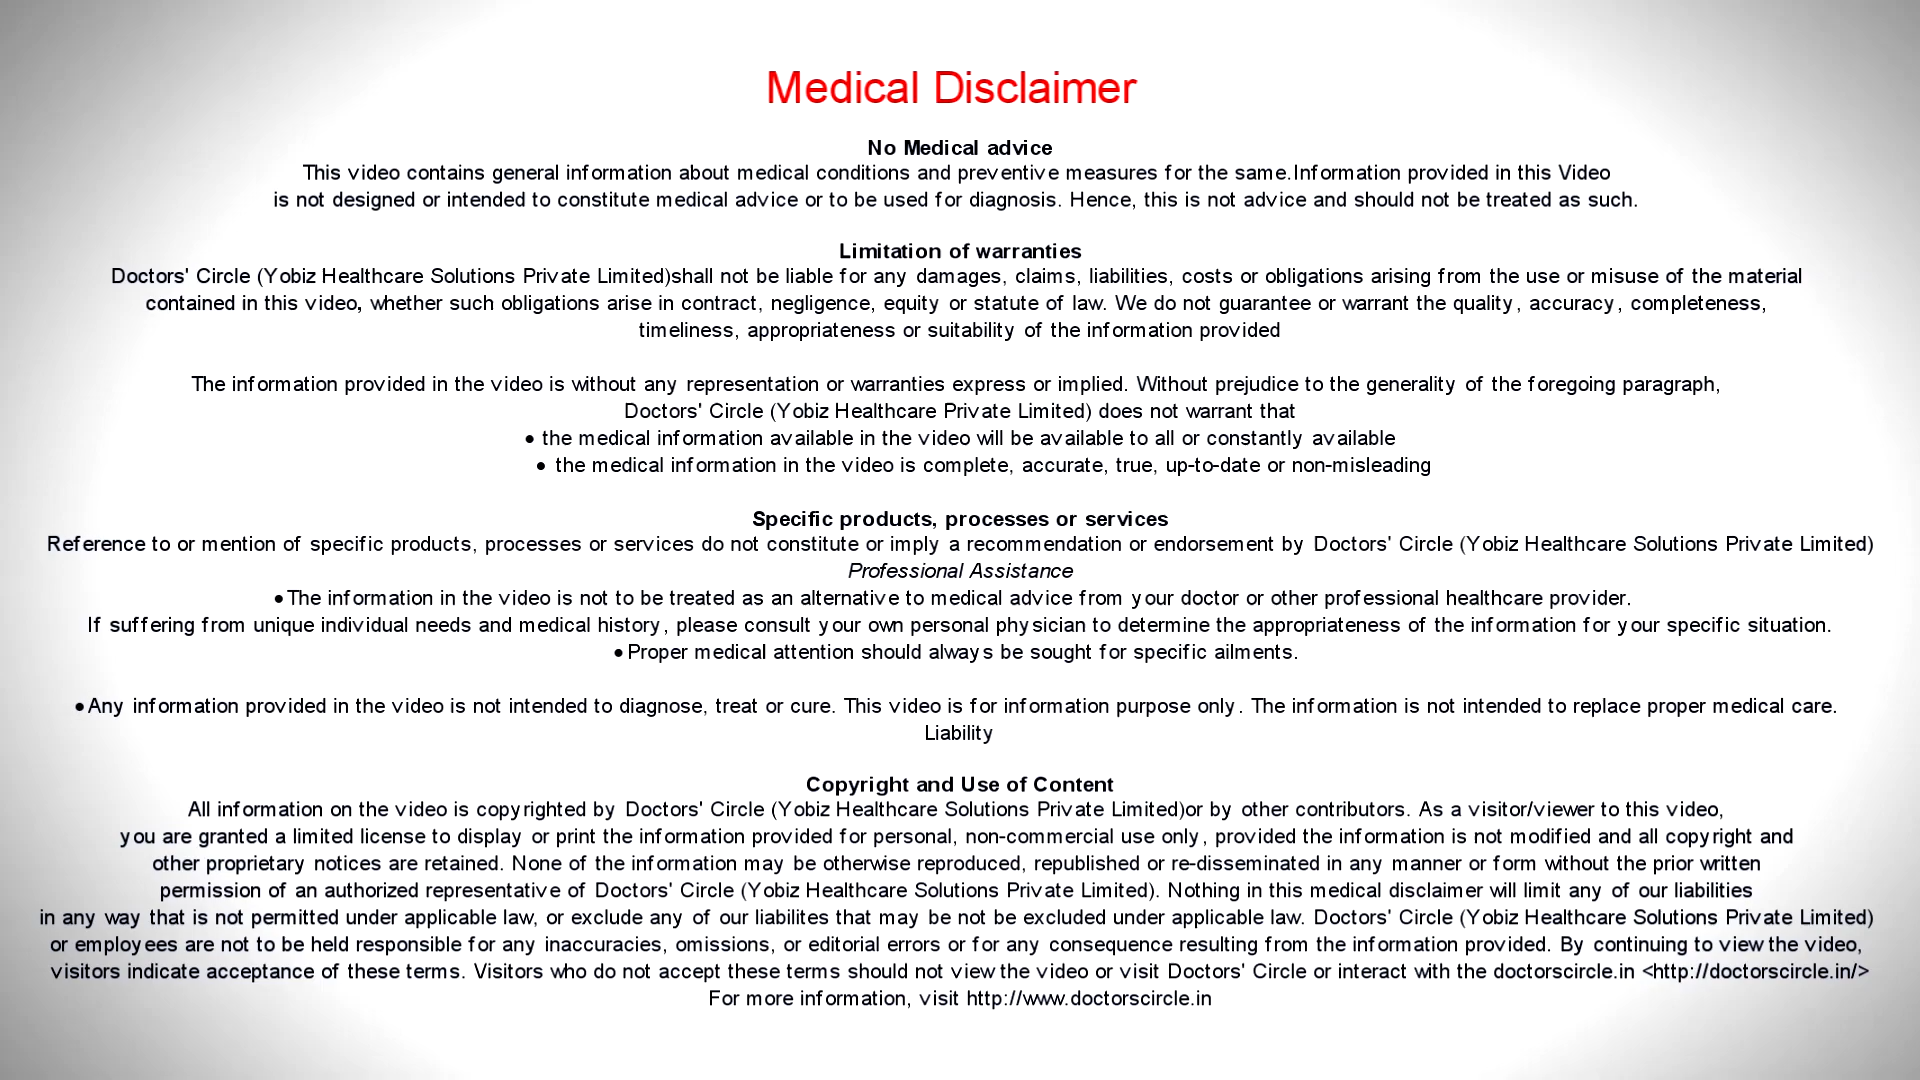 Medical Disclaimer
No Medical advice
This video contains general information about medical conditions and preventive measures for the same.Information provided in this Video
is not designed or intended to constitute medical advice or to be used for diagnosis. Hence, this is not advice and should not be treated as such.
Limitation of warranties
Doctors' Circle (Yobiz Healthcare Solutions Private Limited)shall not be liable for any damages, claims, liabilities, costs or obligations arising from the use or misuse of the material
contained in this video, whether such obligations arise in contract, negligence, equity or statute of law. We do not guarantee or warrant the quality, accuracy, completeness,
timeliness, appropriateness or suitability of the information provided
The information provided in the video is without any representation or warranties express or implied. Without prejudice to the generality of the foregoing paragraph,
Doctors' Circle (Yobiz Healthcare Private Limited) does not warrant that
• the medical information available in the video will be available to all or constantly available
• the medical information in the video is complete, accurate, true, up-to-date or non-misleading
Specific products, processes or services
Reference to or mention of specific products, processes or services do not constitute or imply a recommendation or endorsement by Doctors' Circle (Yobiz Healthcare Solutions Private Limited)
Professional Assistance
•The information in the video is not to be treated as an alternative to medical advice from your doctor or other professional healthcare provider.
If suffering from unique individual needs and medical history, please consult your own personal physician to determine the appropriateness of the information for your specific situation.
•Proper medical attention should always be sought for specific ailments.
•Any information provided in the video is not intended to diagnose, treat or cure. This video is for information purpose only. The information is not intended to replace proper medical care.
Liability
Copyright and Use of Content
All information on the video is copyrighted by Doctors' Circle (Yobiz Healthcare Solutions Private Limited)or by other contributors. As a visitor/viewer to this video,
you are granted a limited license to display or print the information provided for personal, non-commercial use only, provided the information is not modified and all copyright and
other proprietary notices are retained. None of the information may be otherwise reproduced, republished or re-disseminated in any manner or form without the prior written
permission of an authorized representative of Doctors' Circle (Yobiz Healthcare Solutions Private Limited). Nothing in this medical disclaimer will limit any of our liabilities
in any way that is not permitted under applicable law, or exclude any of our liabilites that may be not be excluded under applicable law. Doctors' Circle (Yobiz Healthcare Solutions Private Limited)
or employees are not to be held responsible for any inaccuracies, omissions, or editorial errors or for any consequence resulting from the information provided. By continuing to view the video,
visitors indicate acceptance of these terms. Visitors who do not accept these terms should not view the video or visit Doctors' Circle or interact with the doctorscircle.in <http://doctorscircle.in/>
For more information, visit http://www.doctorscircle.in